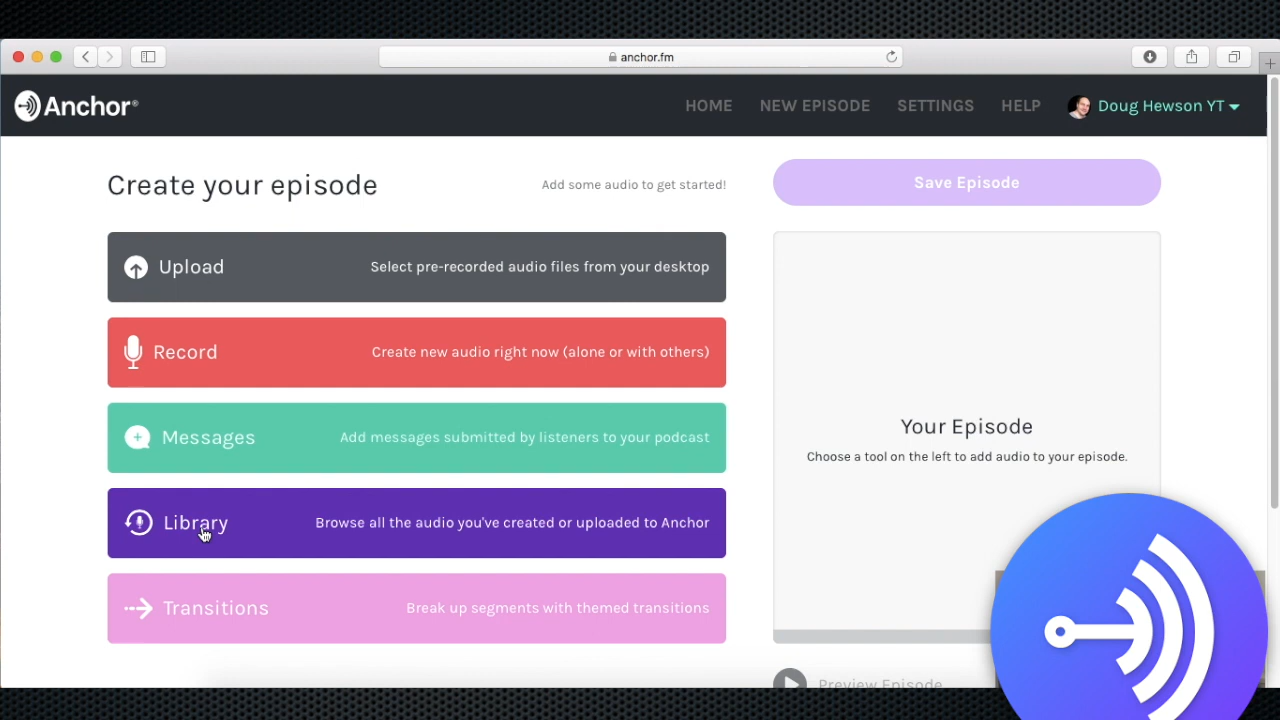 anchor.fm
Anchor®
HOME NEW EPISODE SETTINGS HELP Doug Hewson YT
Create your episode
Add some audio to get started!
Save Episode
Upload Select pre-recorded audio files from your desktop
Record Create new audio right now (alone or with others)
Messages Add messages submitted by listeners to your podcast
Library Browse all the audio you've created or uploaded to Anchor
Transitions Break up segments with themed transitions
Your Episode
Choose a tool on the left to add audio to your episode.
Preview Episode